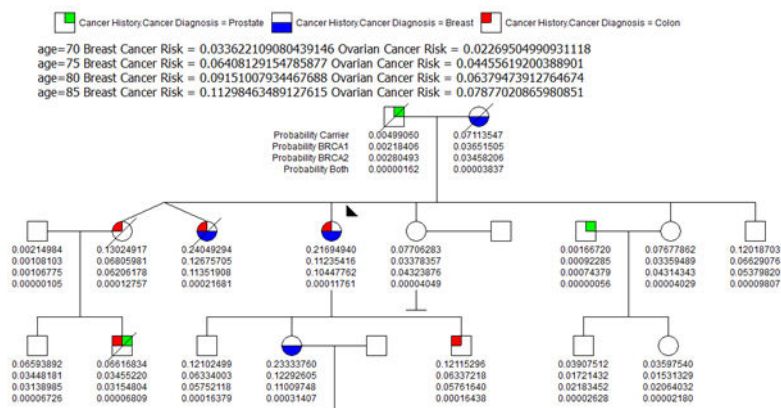 Cancer History.Cancer Diagnosis = Prostate Cancer History.Cancer Diagnosis = Breast Cancer History.Cancer Diagnosis = Colon
age=70 Breast Cancer Risk = 0.033622109080439146 Ovarian Cancer Risk = 0.02269504990931118
age=75 Breast Cancer Risk = 0.06408129154785877 Ovarian Cancer Risk = 0.04455619200388901
age=80 Breast Cancer Risk = 0.09151007934467688 Ovarian Cancer Risk = 0.06379473912764674
age=85 Breast Cancer Risk = 0.11298463489127615 Ovarian Cancer Risk = 0.07877020865980851
Probability Carrier 0.00499060 0.07113547
Probability BRCA1 0.00218406 0.03651505
Probability BRCA2 0.00280493 0.03458206
Probability Both 0.00000162 0.00003837
0.00214984 0.13024917 0.24049294 0.21694940 0.07706283 0.00166720 0.07677862 0.12018703
0.00108103 0.06805981 0.12675705 0.11235416 0.03378357 0.00092285 0.03359489 0.06629076
0.00106775 0.06206178 0.11351908 0.10447762 0.04323876 0.00074379 0.04314343 0.05379820
0.00000105 0.00012757 0.00021681 0.00011761 0.00004049 0.00000056 0.00004029 0.00009807
0.06593892 0.06616834 0.12102499 0.23333760 0.12115296 0.03907512 0.03597540
0.03448181 0.03455220 0.06334003 0.12292605 0.06337218 0.01721432 0.01531329
0.03138985 0.03154804 0.05752118 0.11009748 0.05761640 0.02183452 0.02064032
0.00006726 0.00006809 0.00016379 0.00031407 0.00016438 0.00002628 0.00002180